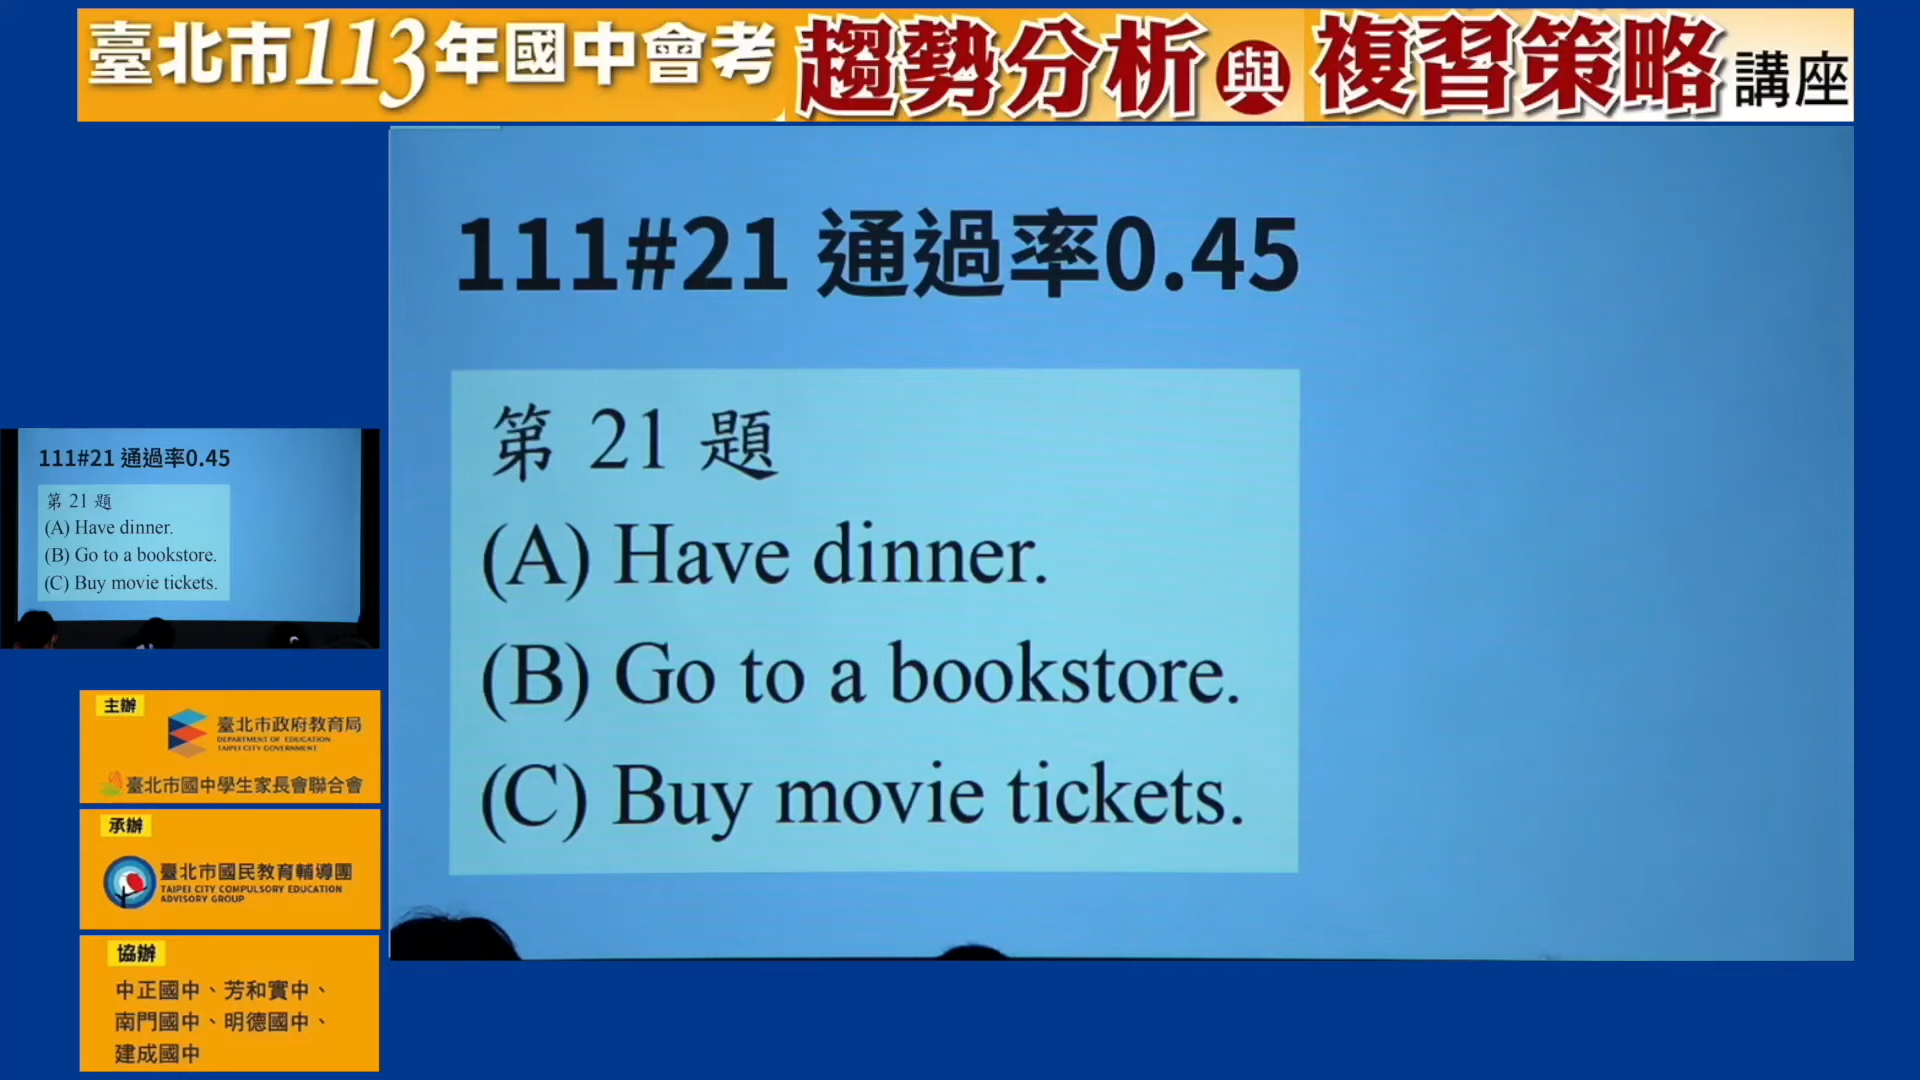 臺北市113年國中會考 趨勢分析與複習策略講座
111#21 通過率0.45
第 21 題
(A) Have dinner.
(B) Go to a bookstore.
(C) Buy movie tickets.
111#21 通過率0.45
第 21 題
(A) Have dinner.
(B) Go to a bookstore.
(C) Buy movie tickets.
主辦
臺北市政府教育局
DEPARTMENT OF EDUCATION
TAIPEI CITY GOVERNMENT
臺北市國中學生家長會聯合會
承辦
臺北市國民教育輔導團
TAIPEI CITY COMPULSORY EDUCATION
ADVISORY GROUP
協辦
中正國中、芳和實中、
南門國中、明德國中、
建成國中